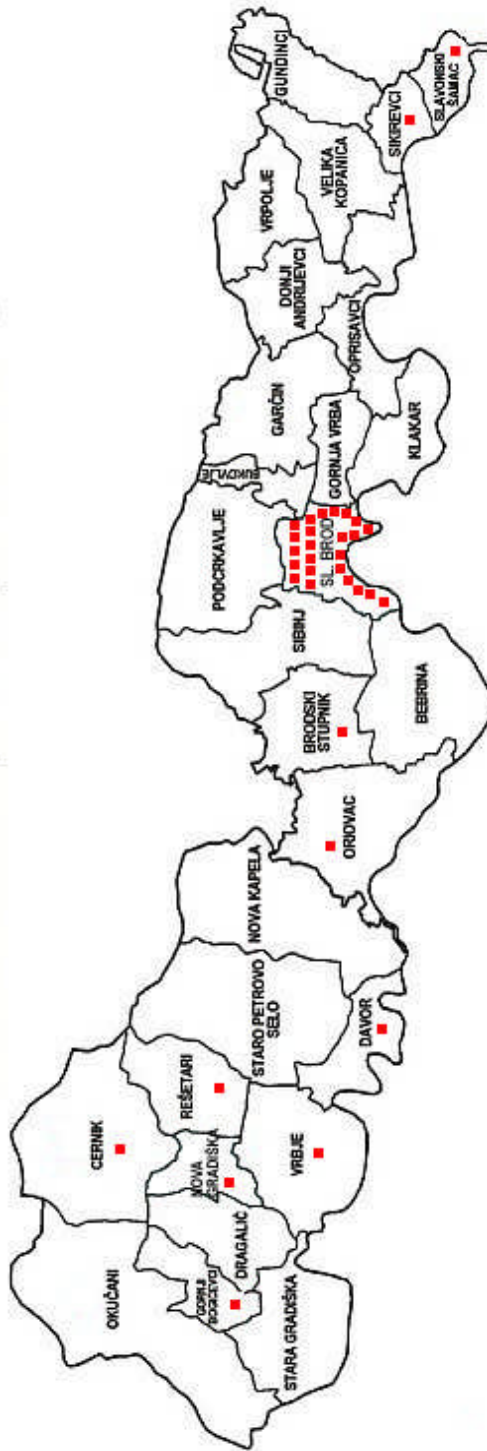 OKUČANI
CERNIK
GORNJI
BOGIĆEVCI
DRAGALIĆ
STARA GRADIŠKA
NOVA
GRADIŠKA
REŠETARI
VRBJE
STARO PETROVO
SELO
DAVOR
NOVA KAPELA
ORIOVAC
BRODSKI
STUPNIK
BEBRINA
SIBINJ
PODCRKAVLJE
SL. BROD
BUKOVLJE
GARČIN
GORNJA VRBA
KLAKAR
OPRISAVCI
DONJI
ANDRIJEVCI
VRPOLJE
VELIKA
KOPANICA
GUNDINCI
SIKIREVCI
SLAVONSKI
ŠAMAC